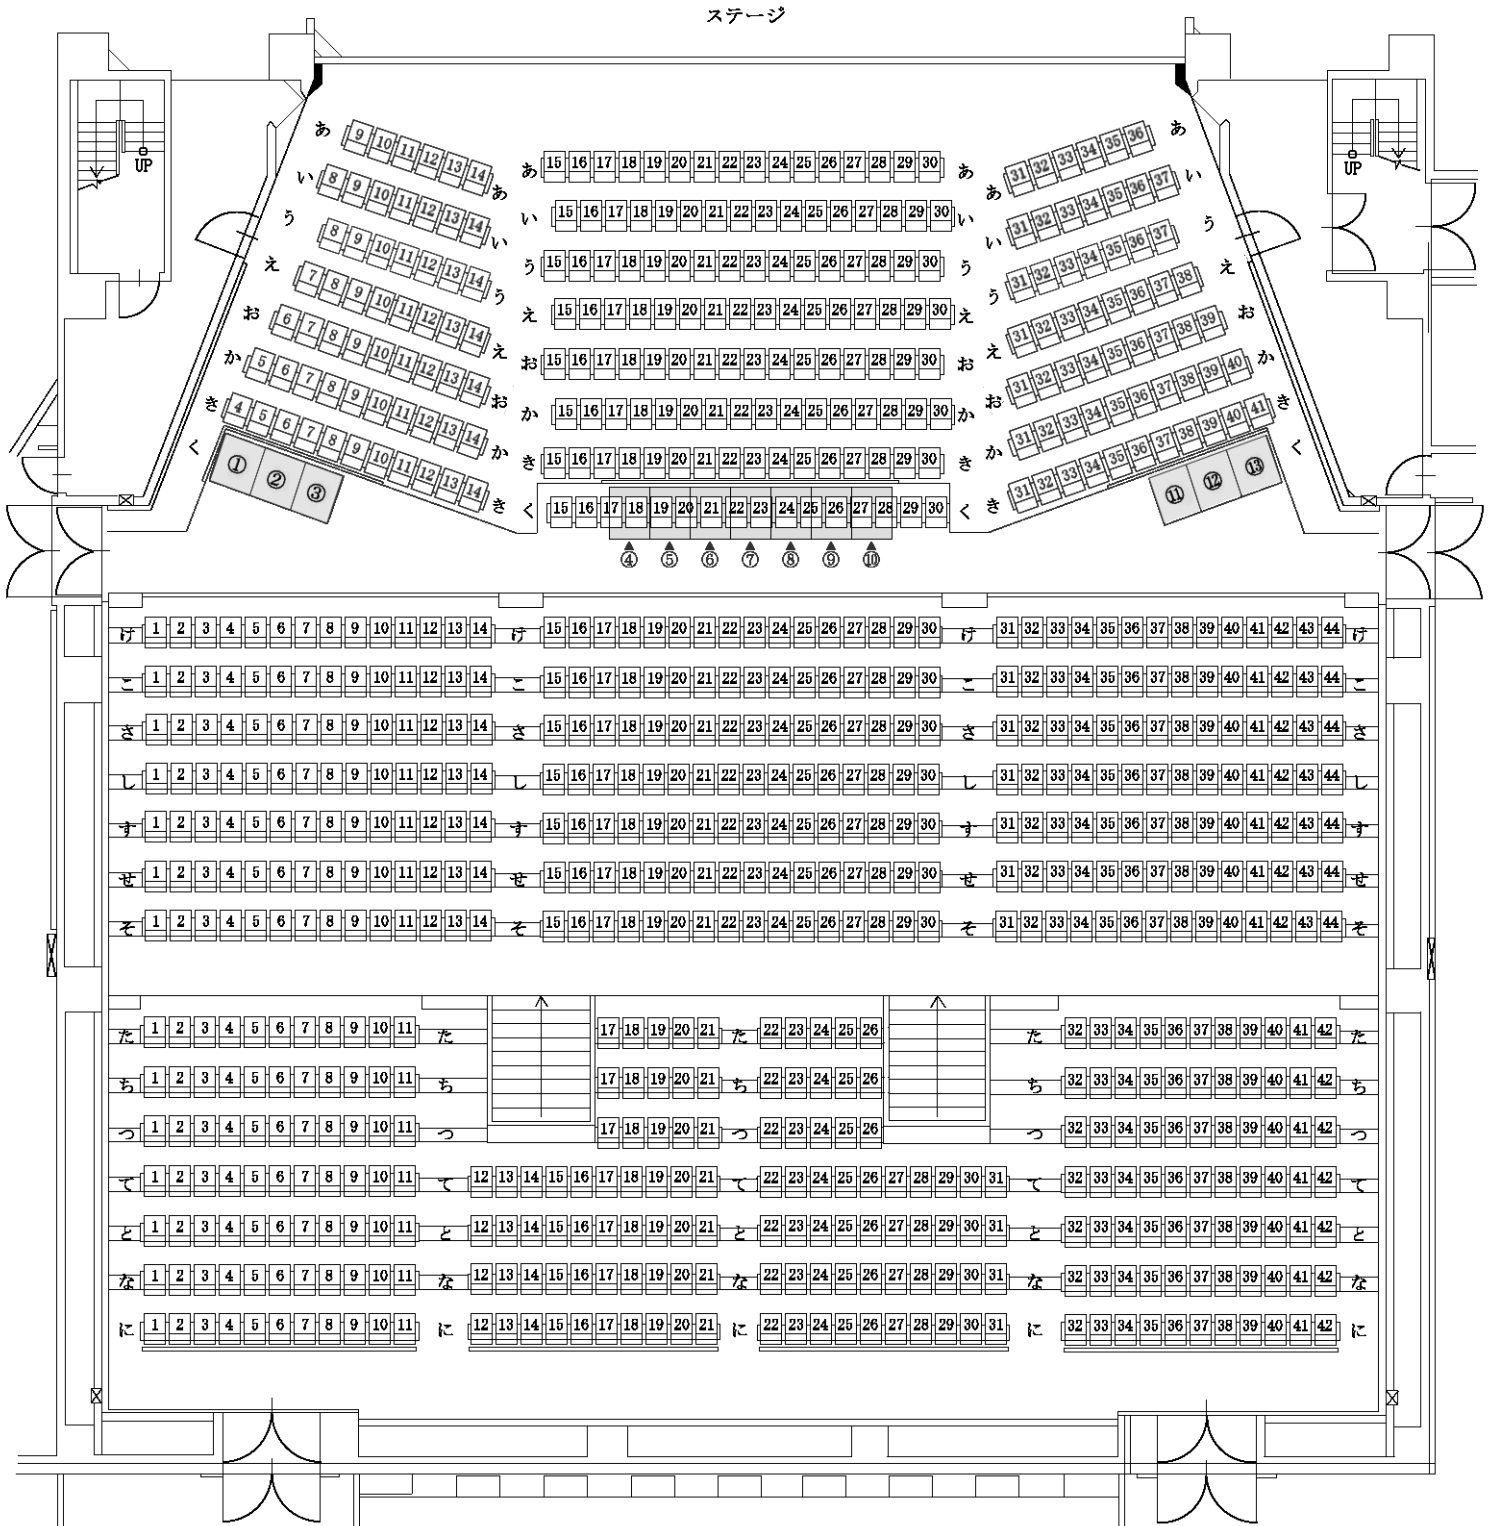 ステージ
UP UP
あ 9 10 11 12 13 14 あ あ 15 16 17 18 19 20 21 22 23 24 25 26 27 28 29 30 あ あ 31 32 33 34 35 36 あ
い 8 9 10 11 12 13 14 い い 15 16 17 18 19 20 21 22 23 24 25 26 27 28 29 30 い い 31 32 33 34 35 36 37 い
う 8 9 10 11 12 13 14 う う 15 16 17 18 19 20 21 22 23 24 25 26 27 28 29 30 う う 31 32 33 34 35 36 37 う
え 7 8 9 10 11 12 13 14 え え 15 16 17 18 19 20 21 22 23 24 25 26 27 28 29 30 え え 31 32 33 34 35 36 37 38 え
お 6 7 8 9 10 11 12 13 14 お お 15 16 17 18 19 20 21 22 23 24 25 26 27 28 29 30 お お 31 32 33 34 35 36 37 38 39 お
か 5 6 7 8 9 10 11 12 13 14 か か 15 16 17 18 19 20 21 22 23 24 25 26 27 28 29 30 か か 31 32 33 34 35 36 37 38 39 40 か
き 4 5 6 7 8 9 10 11 12 13 14 き き 15 16 17 18 19 20 21 22 23 24 25 26 27 28 29 30 き き 31 32 33 34 35 36 37 38 39 40 41 き
く ① ② ③ く 15 16 17 18 19 20 21 22 23 24 25 26 27 28 29 30 く ⑪ ⑫ ⑬ く
④ ⑤ ⑥ ⑦ ⑧ ⑨ ⑩
け 1 2 3 4 5 6 7 8 9 10 11 12 13 14 け 15 16 17 18 19 20 21 22 23 24 25 26 27 28 29 30 け 31 32 33 34 35 36 37 38 39 40 41 42 43 44 け
こ 1 2 3 4 5 6 7 8 9 10 11 12 13 14 こ 15 16 17 18 19 20 21 22 23 24 25 26 27 28 29 30 こ 31 32 33 34 35 36 37 38 39 40 41 42 43 44 こ
さ 1 2 3 4 5 6 7 8 9 10 11 12 13 14 さ 15 16 17 18 19 20 21 22 23 24 25 26 27 28 29 30 さ 31 32 33 34 35 36 37 38 39 40 41 42 43 44 さ
し 1 2 3 4 5 6 7 8 9 10 11 12 13 14 し 15 16 17 18 19 20 21 22 23 24 25 26 27 28 29 30 し 31 32 33 34 35 36 37 38 39 40 41 42 43 44 し
す 1 2 3 4 5 6 7 8 9 10 11 12 13 14 す 15 16 17 18 19 20 21 22 23 24 25 26 27 28 29 30 す 31 32 33 34 35 36 37 38 39 40 41 42 43 44 す
せ 1 2 3 4 5 6 7 8 9 10 11 12 13 14 せ 15 16 17 18 19 20 21 22 23 24 25 26 27 28 29 30 せ 31 32 33 34 35 36 37 38 39 40 41 42 43 44 せ
そ 1 2 3 4 5 6 7 8 9 10 11 12 13 14 そ 15 16 17 18 19 20 21 22 23 24 25 26 27 28 29 30 そ 31 32 33 34 35 36 37 38 39 40 41 42 43 44 そ
た 1 2 3 4 5 6 7 8 9 10 11 た 17 18 19 20 21 た 22 23 24 25 26 た 32 33 34 35 36 37 38 39 40 41 42 た
ち 1 2 3 4 5 6 7 8 9 10 11 ち 17 18 19 20 21 ち 22 23 24 25 26 ち 32 33 34 35 36 37 38 39 40 41 42 ち
つ 1 2 3 4 5 6 7 8 9 10 11 つ 17 18 19 20 21 つ 22 23 24 25 26 つ 32 33 34 35 36 37 38 39 40 41 42 つ
て 1 2 3 4 5 6 7 8 9 10 11 て 12 13 14 15 16 17 18 19 20 21 て 22 23 24 25 26 27 28 29 30 31 て 32 33 34 35 36 37 38 39 40 41 42 て
と 1 2 3 4 5 6 7 8 9 10 11 と 12 13 14 15 16 17 18 19 20 21 と 22 23 24 25 26 27 28 29 30 31 と 32 33 34 35 36 37 38 39 40 41 42 と
な 1 2 3 4 5 6 7 8 9 10 11 な 12 13 14 15 16 17 18 19 20 21 な 22 23 24 25 26 27 28 29 30 31 な 32 33 34 35 36 37 38 39 40 41 42 な
に 1 2 3 4 5 6 7 8 9 10 11 に 12 13 14 15 16 17 18 19 20 21 に 22 23 24 25 26 27 28 29 30 31 に 32 33 34 35 36 37 38 39 40 41 42 に